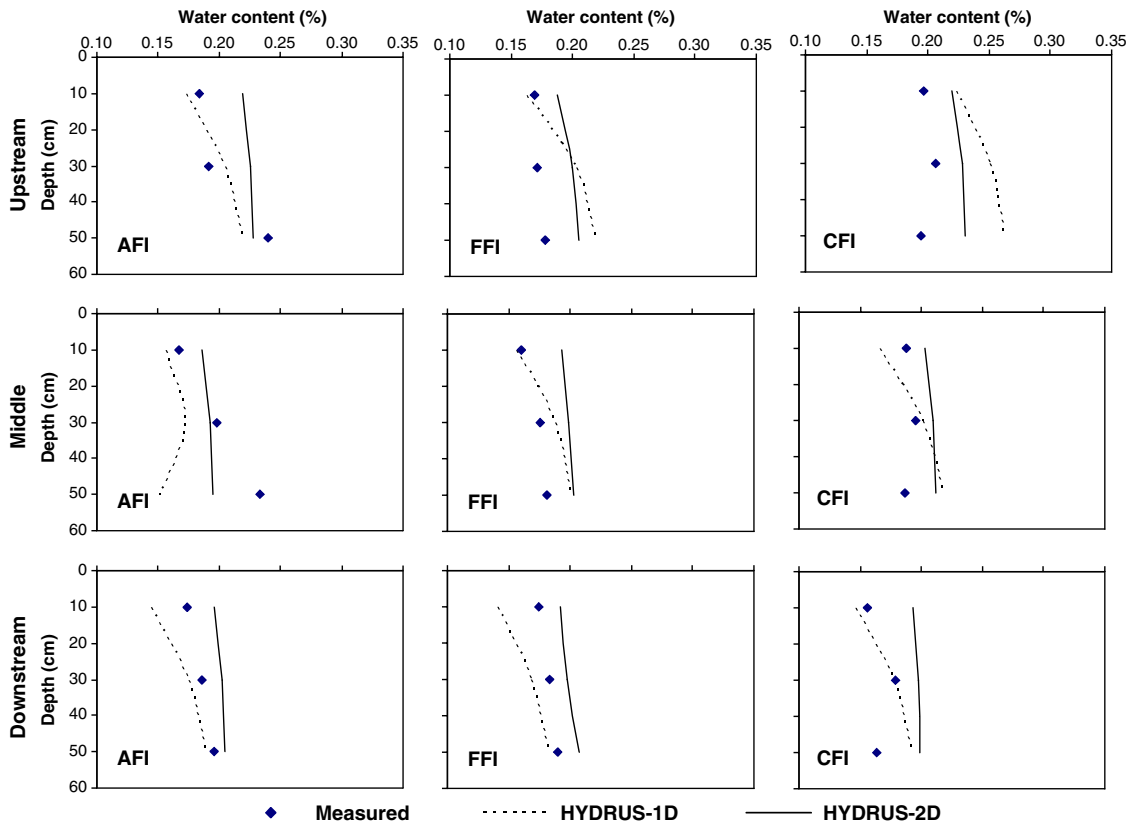 Water content (%) Water content (%) Water content (%)
0.10 0.15 0.20 0.25 0.30 0.35 0.10 0.15 0.20 0.25 0.30 0.35 0.10 0.15 0.20 0.25 0.30 0.35
0
10
20
30
40
50
60
Upstream
Depth (cm)
AFI FFI CFI
0
10
20
30
40
50
60
Middle
Depth (cm)
AFI FFI CFI
0
10
20
30
40
50
60
Downstream
Depth (cm)
AFI FFI CFI
Measured HYDRUS-1D HYDRUS-2D